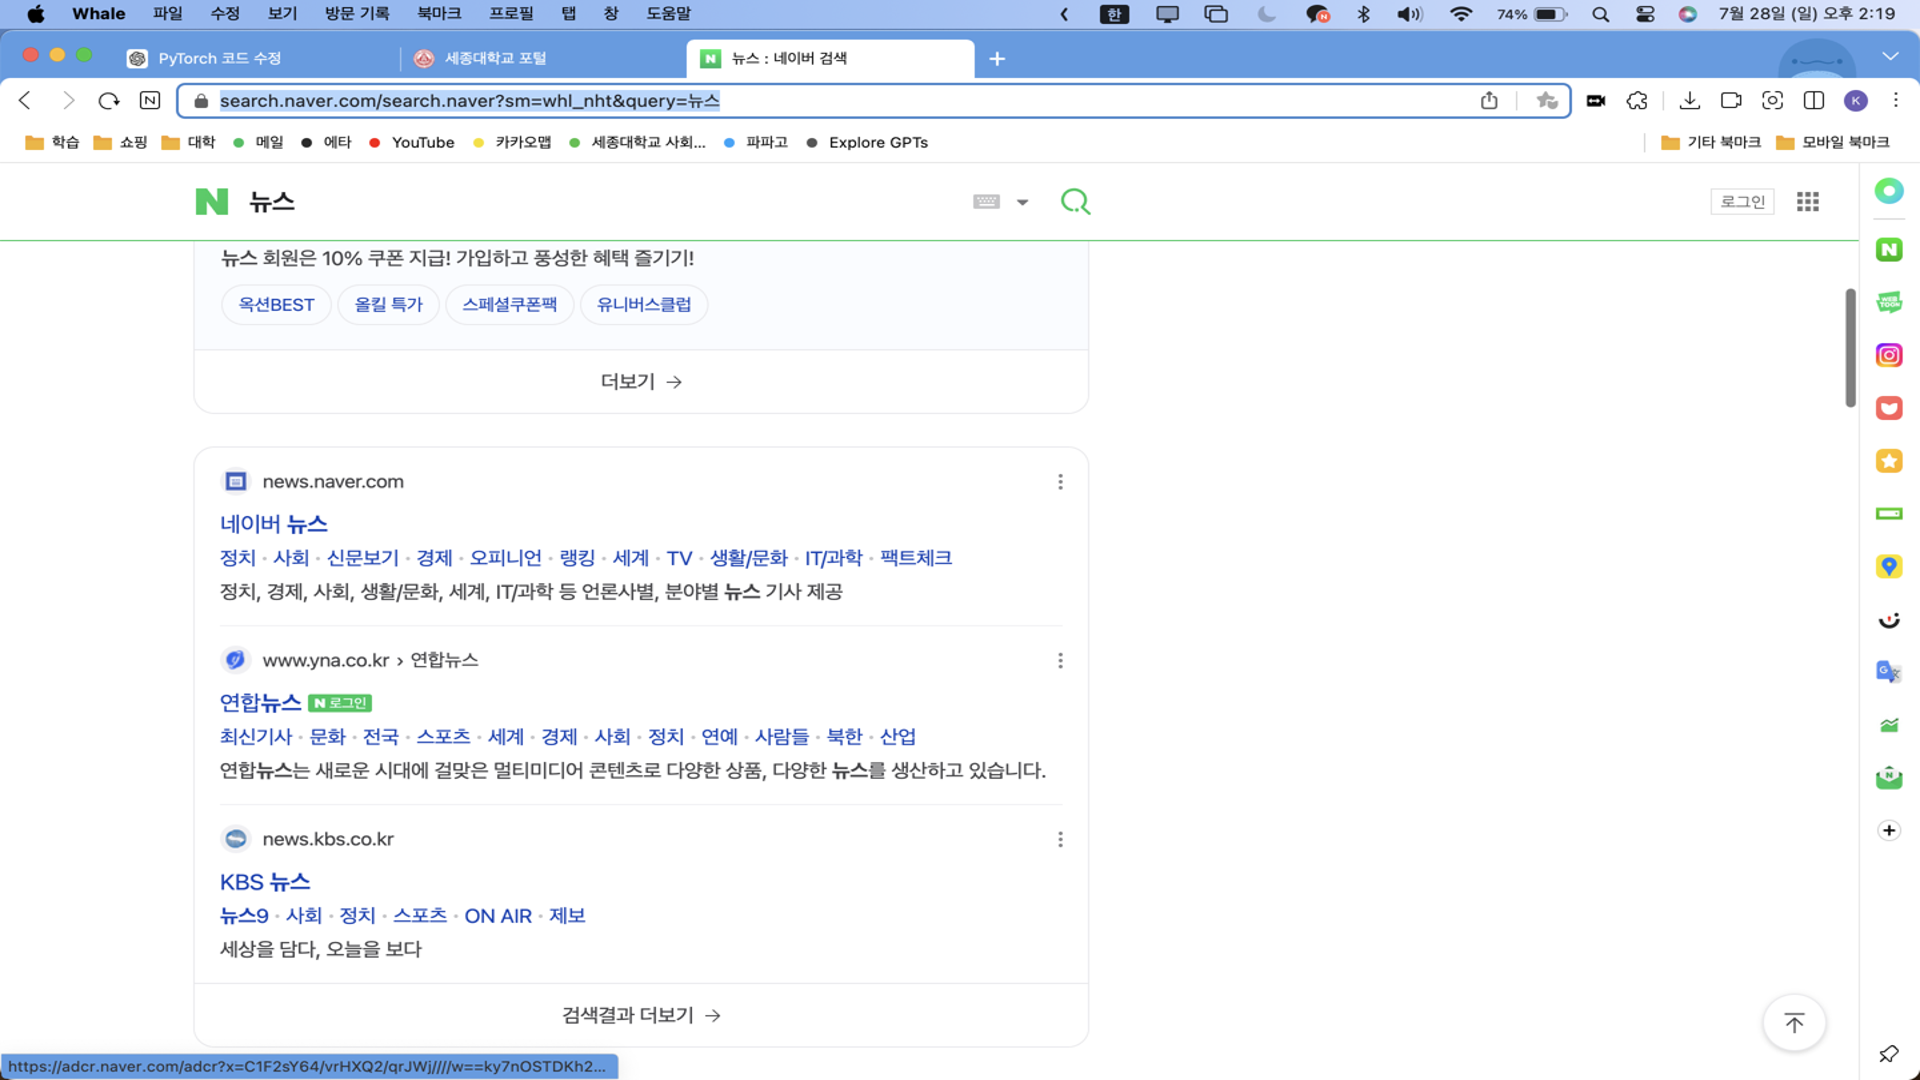 Whale 파일 수정 보기 방문 기록 북마크 프로필 탭 창 도움말 한 74% 7월 28일 (일) 오후 2:19
PyTorch 코드 수정 세종대학교 포털 뉴스 : 네이버 검색
search.naver.com/search.naver?sm=whl_nht&query=뉴스
학습 쇼핑 대학 메일 에타 YouTube 카카오맵 세종대학교 사회... 파파고 Explore GPTs 기타 북마크 모바일 북마크
N 뉴스 로그인
뉴스 회원은 10% 쿠폰 지급! 가입하고 풍성한 혜택 즐기기!
옥션BEST 올킬 특가 스페셜쿠폰팩 유니버스클럽
더보기 →
news.naver.com
네이버 뉴스
정치 · 사회 · 신문보기 · 경제 · 오피니언 · 랭킹 · 세계 · TV · 생활/문화 · IT/과학 · 팩트체크
정치, 경제, 사회, 생활/문화, 세계, IT/과학 등 언론사별, 분야별 뉴스 기사 제공
www.yna.co.kr › 연합뉴스
연합뉴스 N 로그인
최신기사 · 문화 · 전국 · 스포츠 · 세계 · 경제 · 사회 · 정치 · 연예 · 사람들 · 북한 · 산업
연합뉴스는 새로운 시대에 걸맞은 멀티미디어 콘텐츠로 다양한 상품, 다양한 뉴스를 생산하고 있습니다.
news.kbs.co.kr
KBS 뉴스
뉴스9 · 사회 · 정치 · 스포츠 · ON AIR · 제보
세상을 담다, 오늘을 보다
검색결과 더보기 →
https://adcr.naver.com/adcr?x=C1F2sY64/vrHXQ2/qrJWj////w==ky7nOSTDKh2...